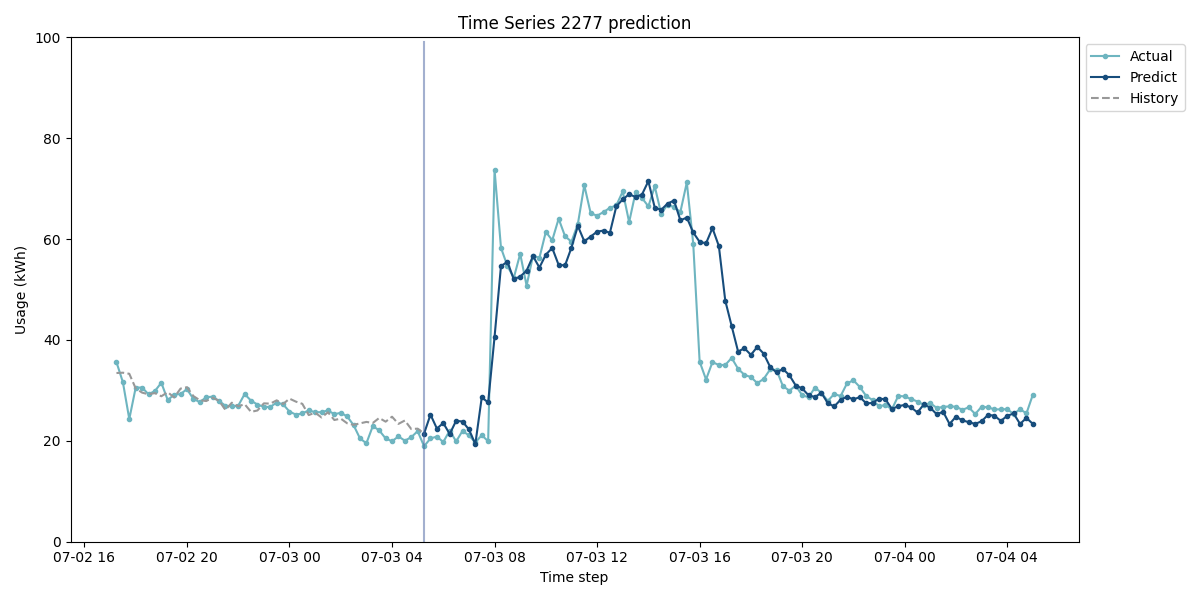 Time Series 2277 prediction
Usage (kWh)
100
80
60
40
20
0
07-02 16
07-02 20
07-03 00
07-03 04
07-03 08
07-03 12
07-03 16
07-03 20
07-04 00
07-04 04
Time step
Actual
Predict
History